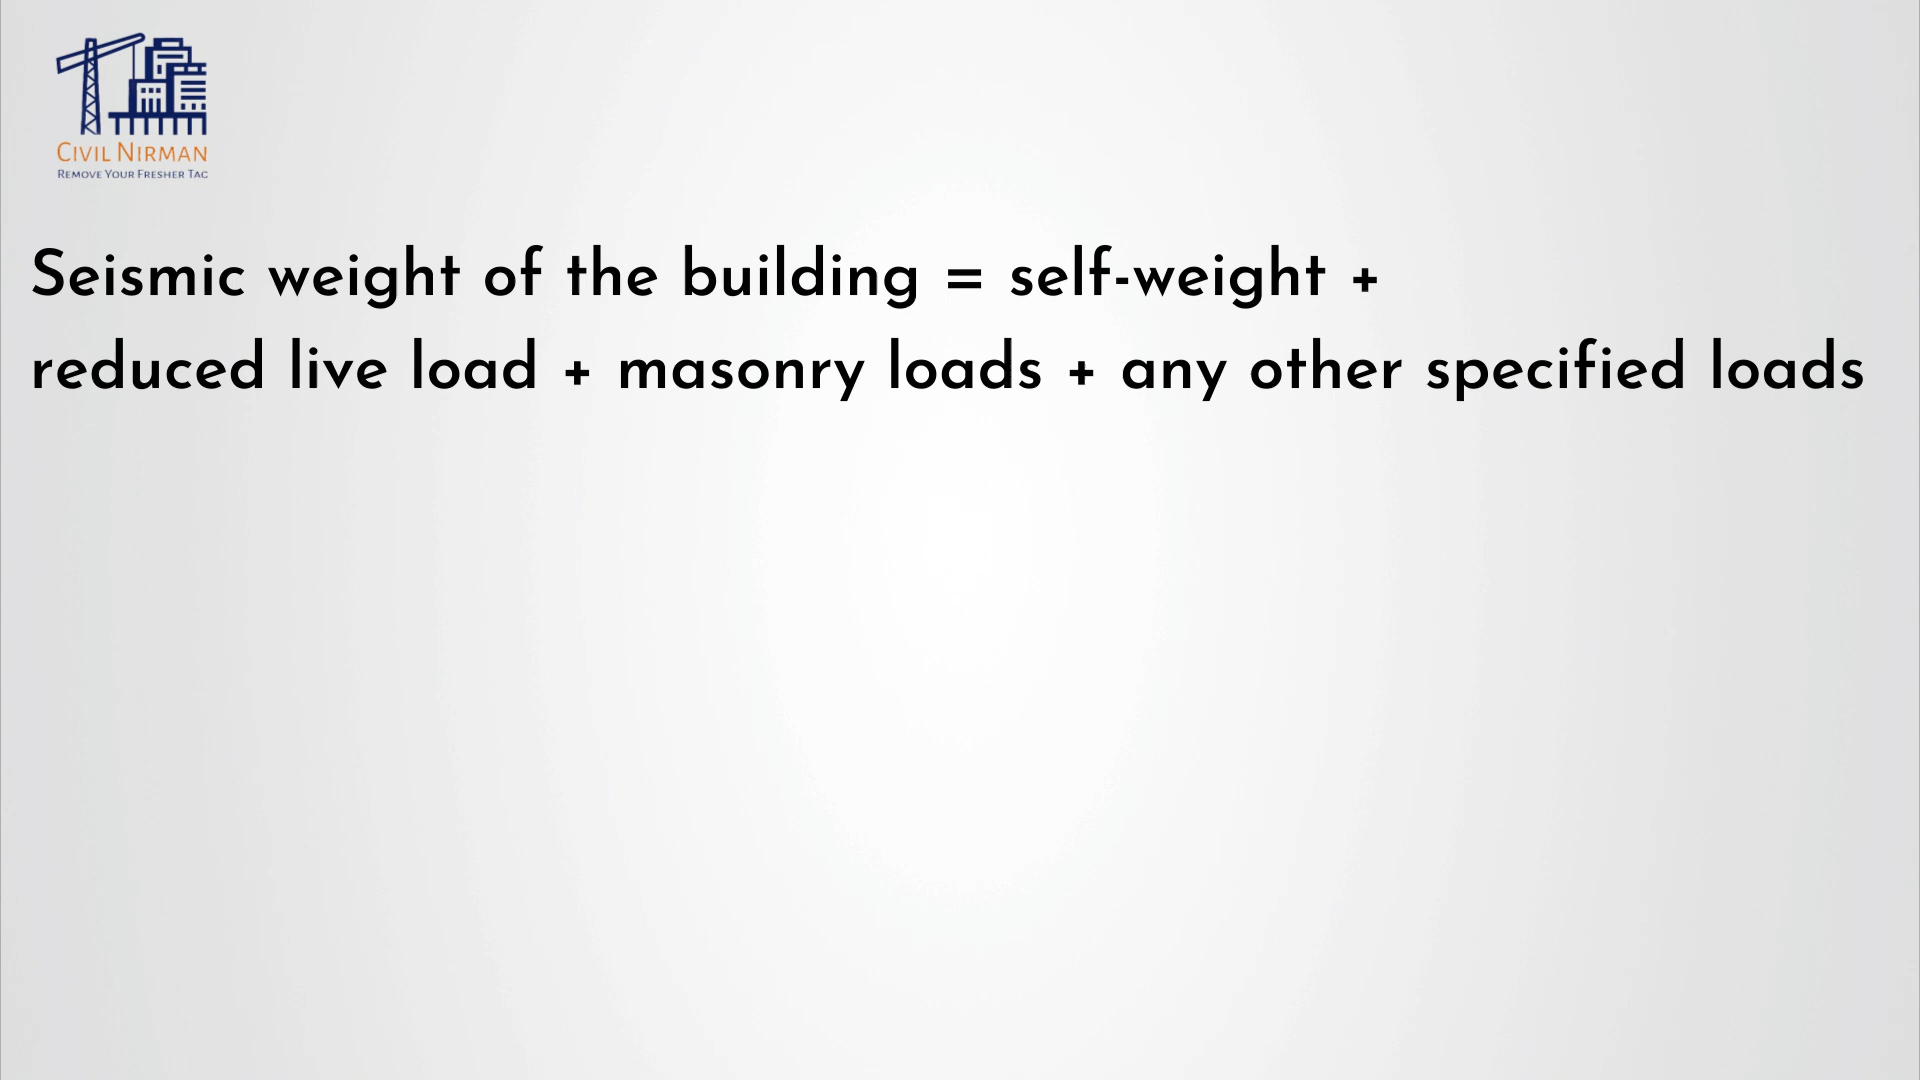 CIVIL NIRMAN
REMOVE YOUR FRESHER TAG
Seismic weight of the building = self-weight +
reduced live load + masonry loads + any other specified loads